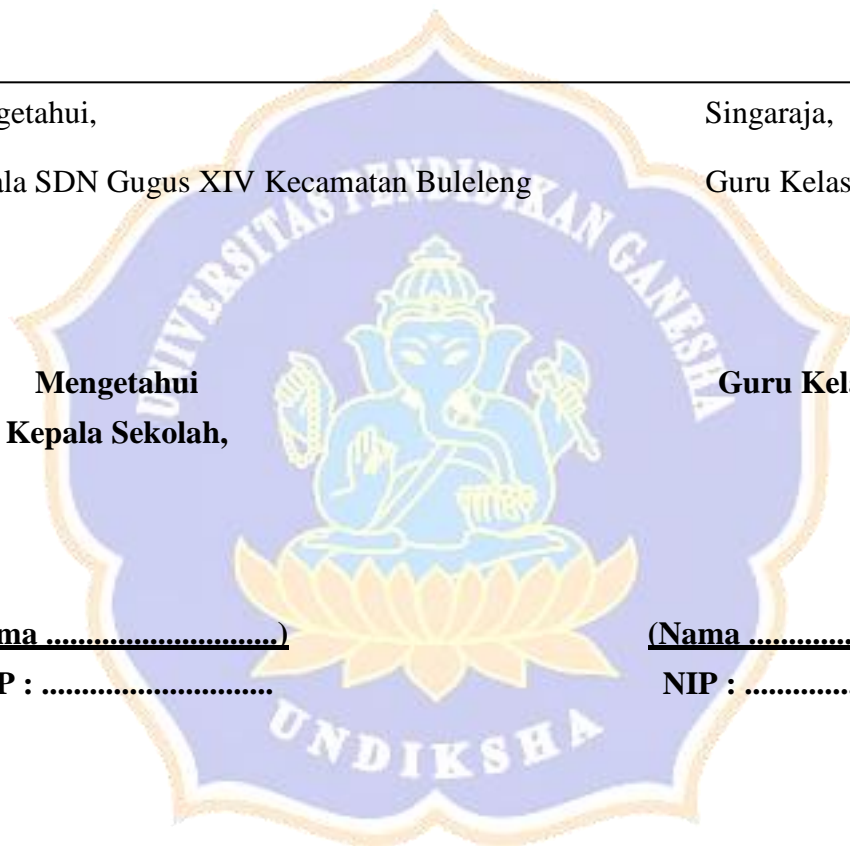 getahui, Singaraja,
ala SDN Gugus XIV Kecamatan Buleleng Guru Kelas
UNIVERSITAS PENDIDIKAN GANESHA
Mengetahui Guru Kela
Kepala Sekolah,
ma .............................) (Nama .............
P : ............................. NIP : .............
UNDIKSHA